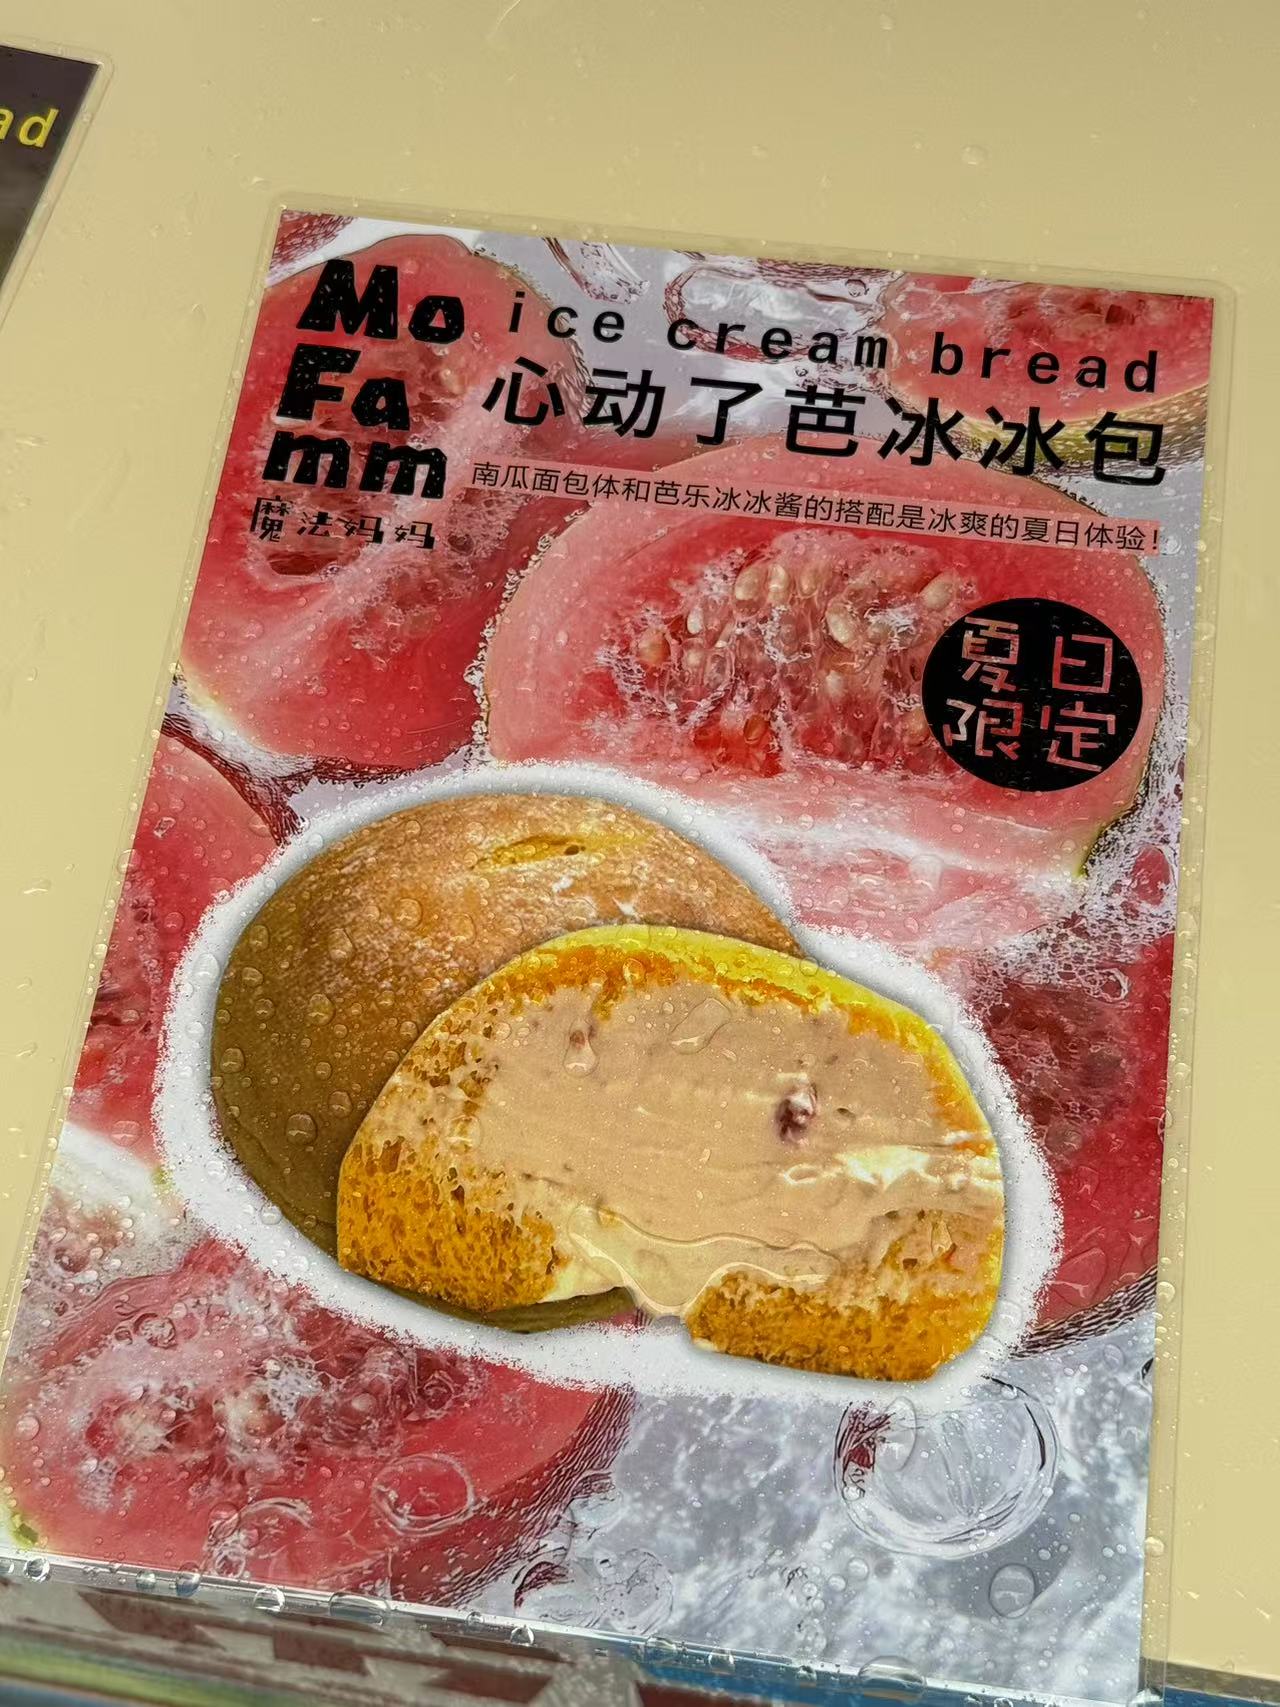 ad
Mo
Fa
mm
魔法妈妈
ice cream bread
心动了芭冰冰包
南瓜面包体和芭乐冰冰酱的搭配是冰爽的夏日体验!
夏日
限定